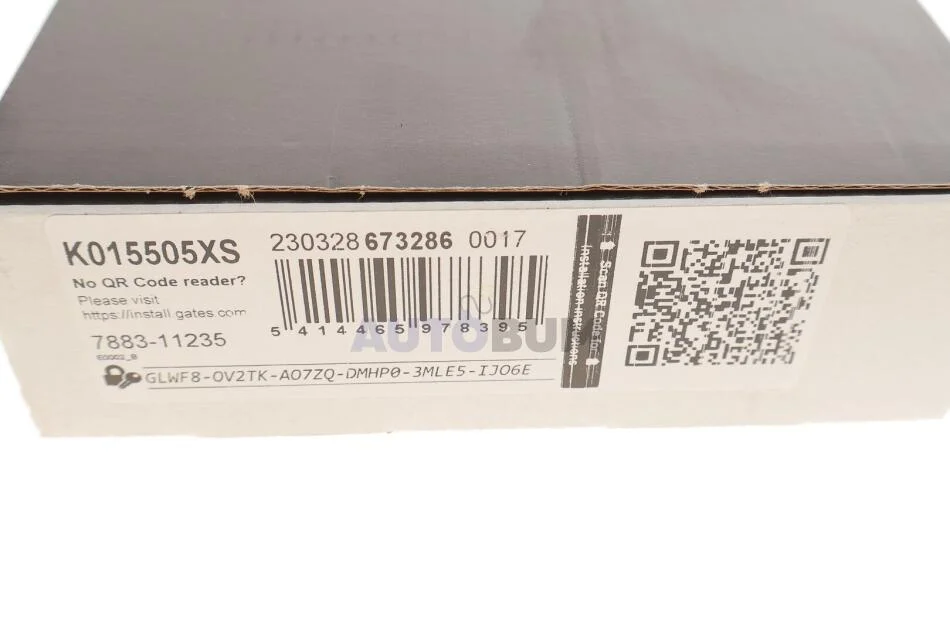 K015505XS
230328 673286 0017
No QR Code reader?
Please visit
https://install.gates.com
5 414465 978395
7883-11235
E0002_B
GLWF8-OV2TK-AO7ZQ-DMHP0-3MLE5-IJO6E
Scan QR Code for
installation instructions